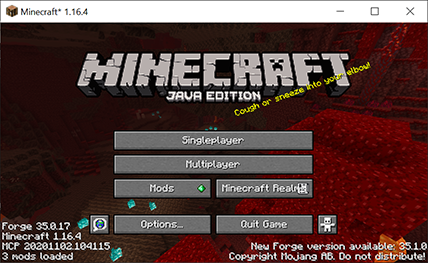 Minecraft* 1.16.4
MINECRAFT
JAVA EDITION
Cough or sneeze into your elbow!
Singleplayer
Multiplayer
Mods
Minecraft Realms
Options...
Quit Game
Forge 35.0.17
Minecraft 1.16.4
MCP 20201102.104115
3 mods loaded
New Forge version available: 35.1.0
Copyright Mojang AB. Do not distribute!